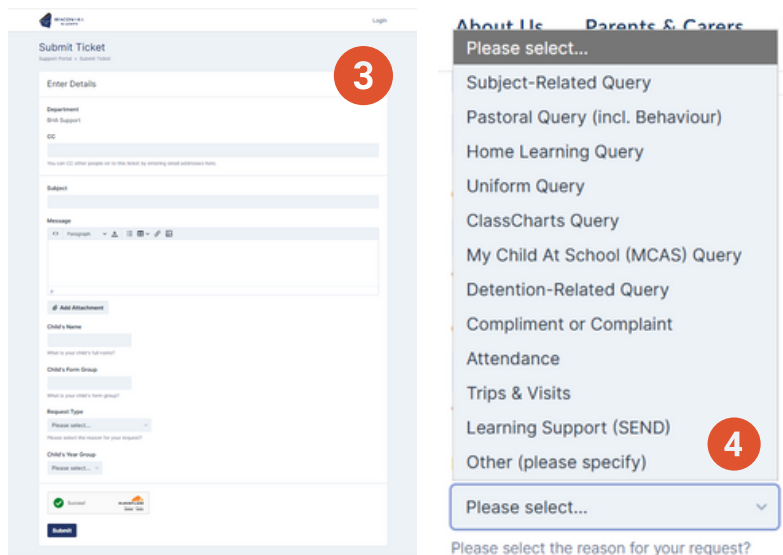 BEACON HILL
ACADEMY
Login
Submit Ticket
Support Portal > Submit Ticket
3
Enter Details
Department
BHA Support
CC
You can CC other people on to this ticket by entering email addresses here.
Subject
Message
Paragraph
Add Attachment
Child's Name
What is your child's full name?
Child's Form Group
What is your child's form group?
Request Type
Please select...
Please select the reason for your request?
Child's Year Group
Please select...
Success!
CLOUDFLARE
Submit
About Us Parents & Carers
Please select...
Subject-Related Query
Pastoral Query (incl. Behaviour)
Home Learning Query
Uniform Query
ClassCharts Query
My Child At School (MCAS) Query
Detention-Related Query
Compliment or Complaint
Attendance
Trips & Visits
Learning Support (SEND)
Other (please specify)
4
Please select...
Please select the reason for your request?